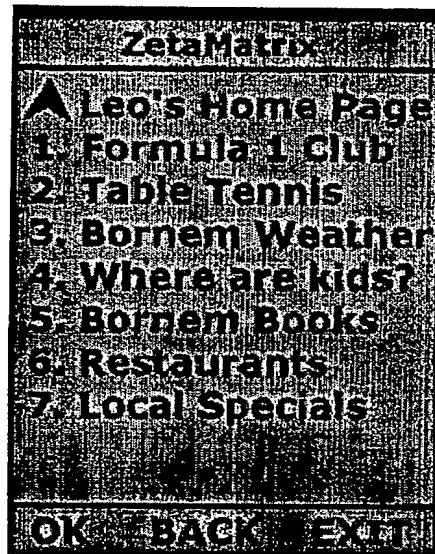 ZetaMatrix
Leo's Home Page
1. Formula 1 Club
2. Table Tennis
3. Bornem Weather
4. Where are kids?
5. Bornem Books
6. Restaurants
7. Local Specials
OK BACK EXIT